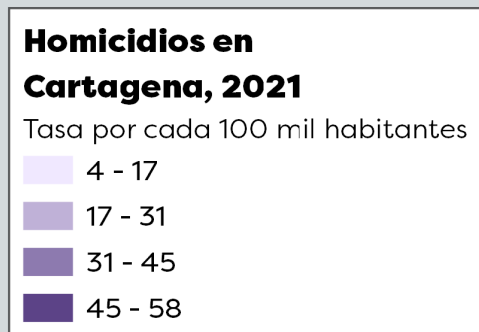 Homicidios en
Cartagena, 2021
Tasa por cada 100 mil habitantes
4 - 17
17 - 31
31 - 45
45 - 58